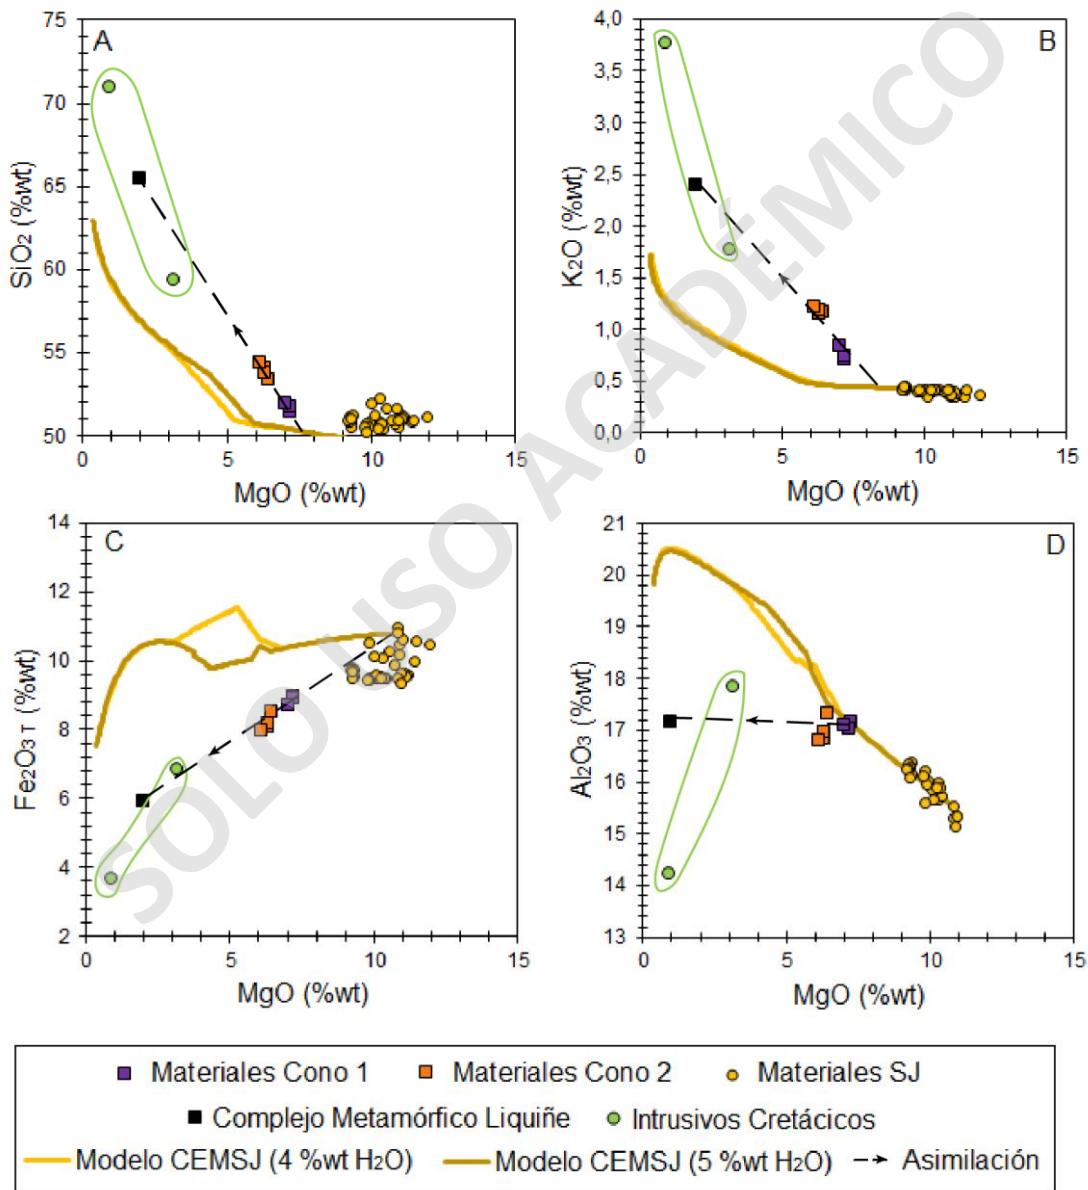 A
75
70
65
60
55
50
SiO2 (%wt)
0 5 10 15
MgO (%wt)
B
4,0
3,5
3,0
2,5
2,0
1,5
1,0
0,5
0,0
K2O (%wt)
0 5 10 15
MgO (%wt)
C
14
12
10
8
6
4
2
Fe2O3 T (%wt)
0 5 10 15
MgO (%wt)
D
21
20
19
18
17
16
15
14
13
Al2O3 (%wt)
0 5 10 15
MgO (%wt)
SOLO USO ACADÉMICO
Materiales Cono 1 Materiales Cono 2 Materiales SJ
Complejo Metamórfico Liquiñe Intrusivos Cretácicos
Modelo CEMSJ (4 %wt H2O) Modelo CEMSJ (5 %wt H2O) Asimilación